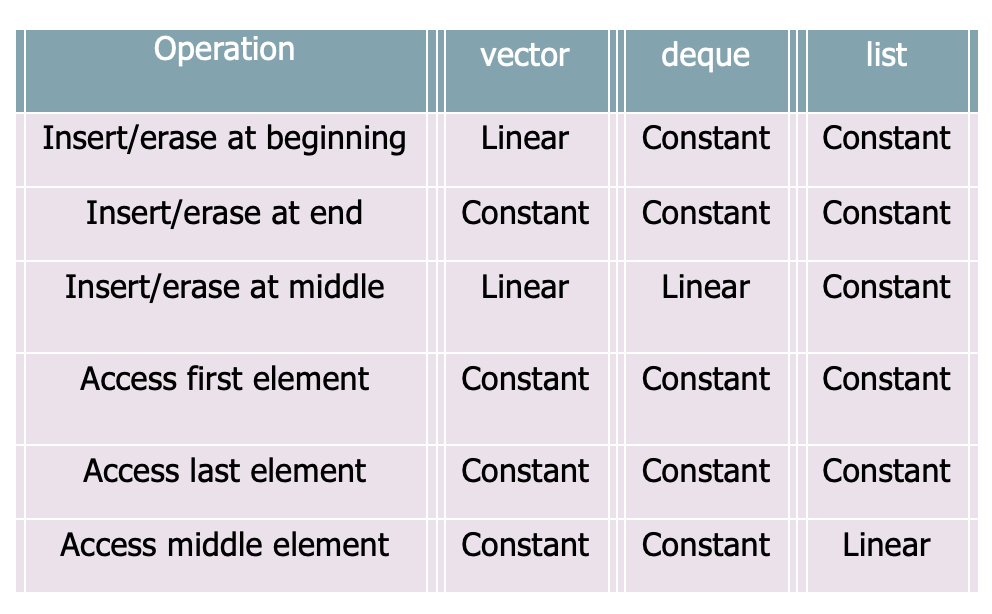 Operation vector deque list
Insert/erase at beginning Linear Constant Constant
Insert/erase at end Constant Constant Constant
Insert/erase at middle Linear Linear Constant
Access first element Constant Constant Constant
Access last element Constant Constant Constant
Access middle element Constant Constant Linear